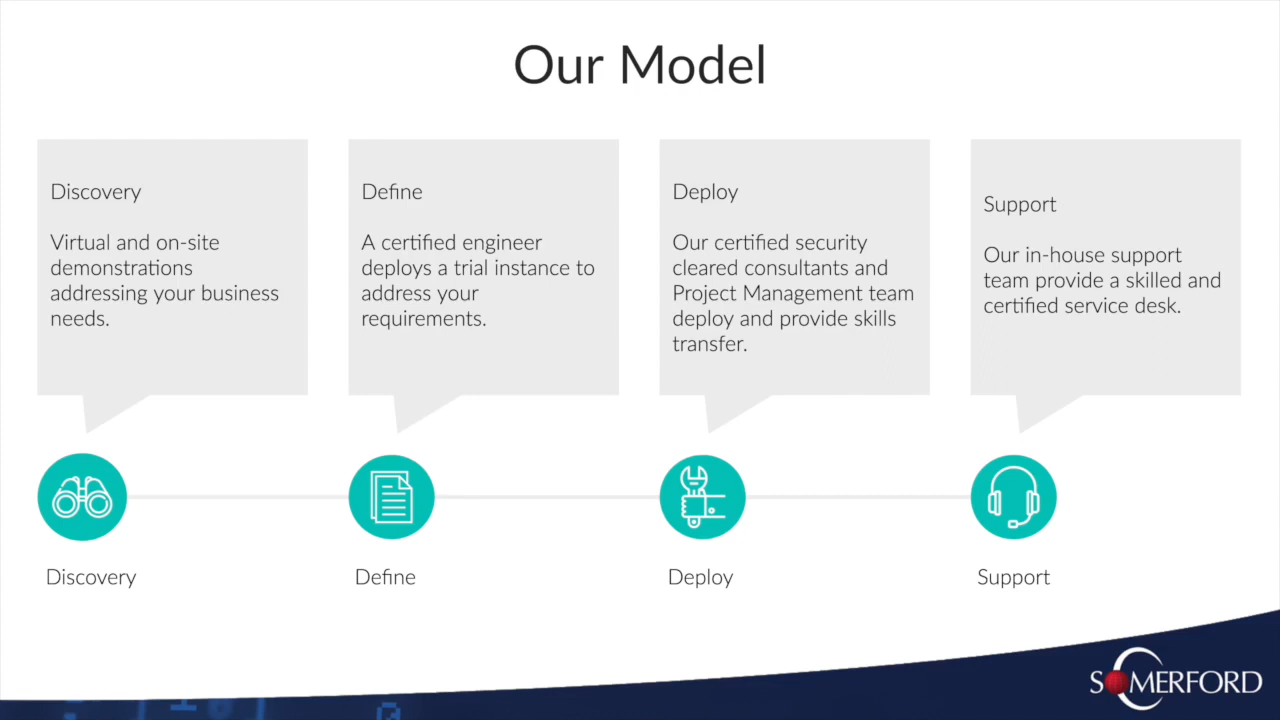 Our Model
Discovery
Virtual and on-site
demonstrations
addressing your business
needs.
Define
A certified engineer
deploys a trial instance to
address your
requirements.
Deploy
Our certified security
cleared consultants and
Project Management team
deploy and provide skills
transfer.
Support
Our in-house support
team provide a skilled and
certified service desk.
Discovery
Define
Deploy
Support
SOMERFORD